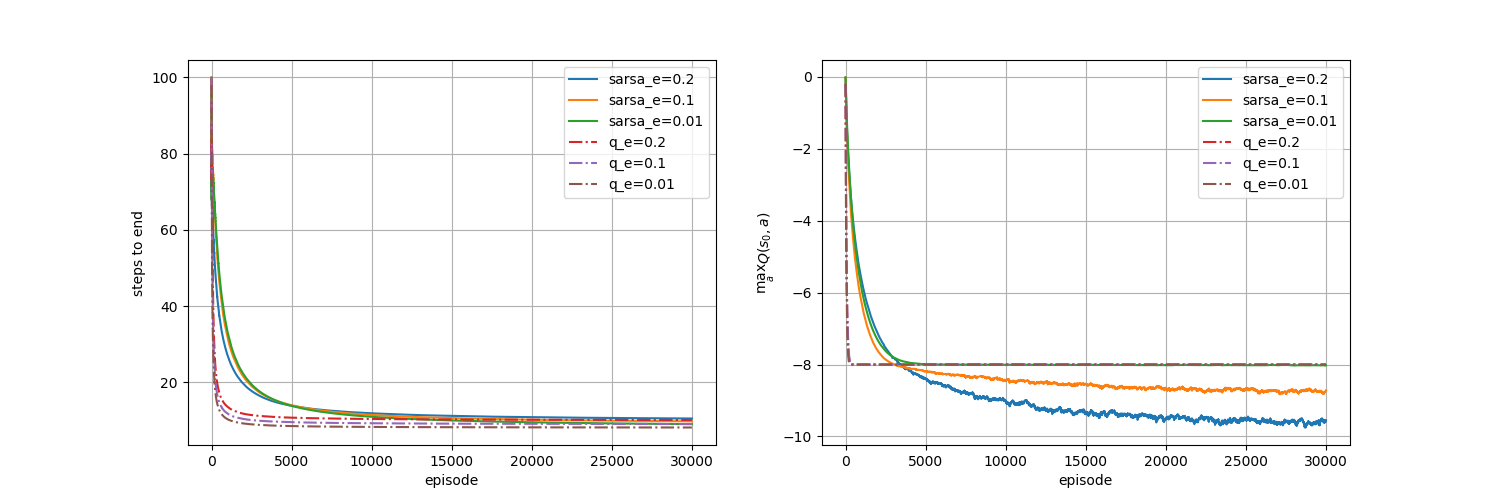 100
80
60
40
20
steps to end
0
5000
10000
15000
20000
25000
30000
episode
sarsa_e=0.2
sarsa_e=0.1
sarsa_e=0.01
q_e=0.2
q_e=0.1
q_e=0.01
0
−2
−4
−6
−8
−10
max Q(s₀, a)
a
0
5000
10000
15000
20000
25000
30000
episode
sarsa_e=0.2
sarsa_e=0.1
sarsa_e=0.01
q_e=0.2
q_e=0.1
q_e=0.01